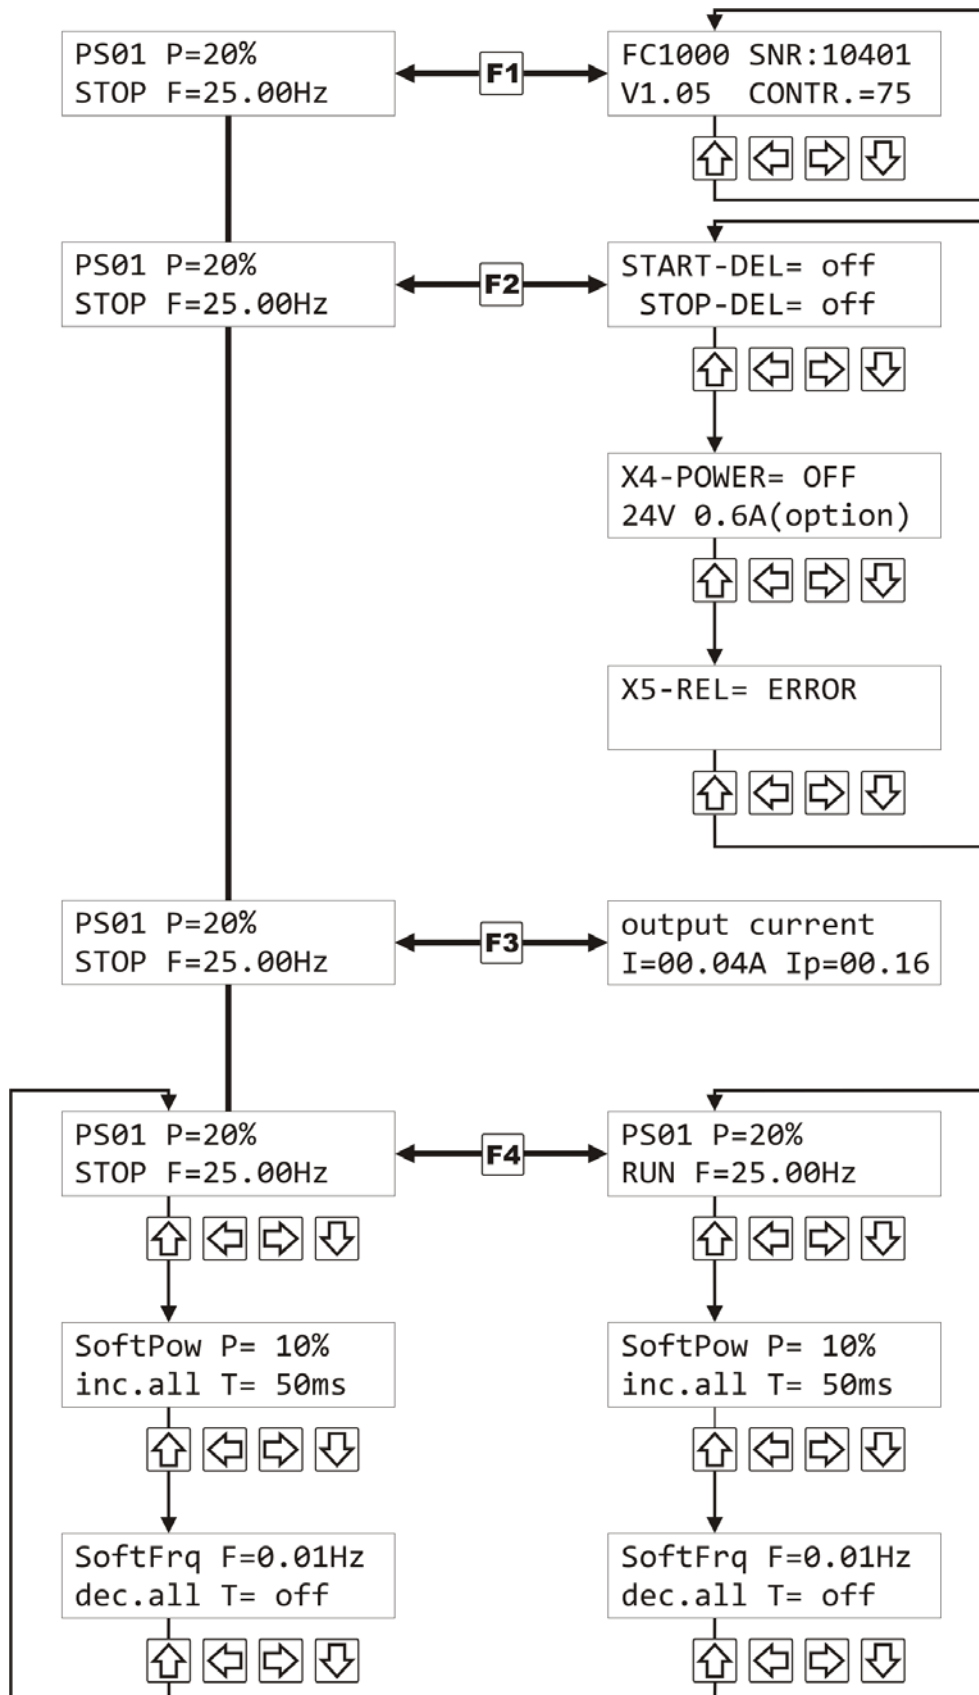 PS01 P=20%
STOP F=25.00Hz
F1
FC1000 SNR:10401
V1.05  CONTR.=75
PS01 P=20%
STOP F=25.00Hz
F2
START-DEL= off
STOP-DEL= off
X4-POWER= OFF
24V 0.6A(option)
X5-REL= ERROR
PS01 P=20%
STOP F=25.00Hz
F3
output current
I=00.04A Ip=00.16
PS01 P=20%
STOP F=25.00Hz
F4
PS01 P=20%
RUN F=25.00Hz
SoftPow P= 10%
inc.all T= 50ms
SoftPow P= 10%
inc.all T= 50ms
SoftFrq F=0.01Hz
dec.all T= off
SoftFrq F=0.01Hz
dec.all T= off